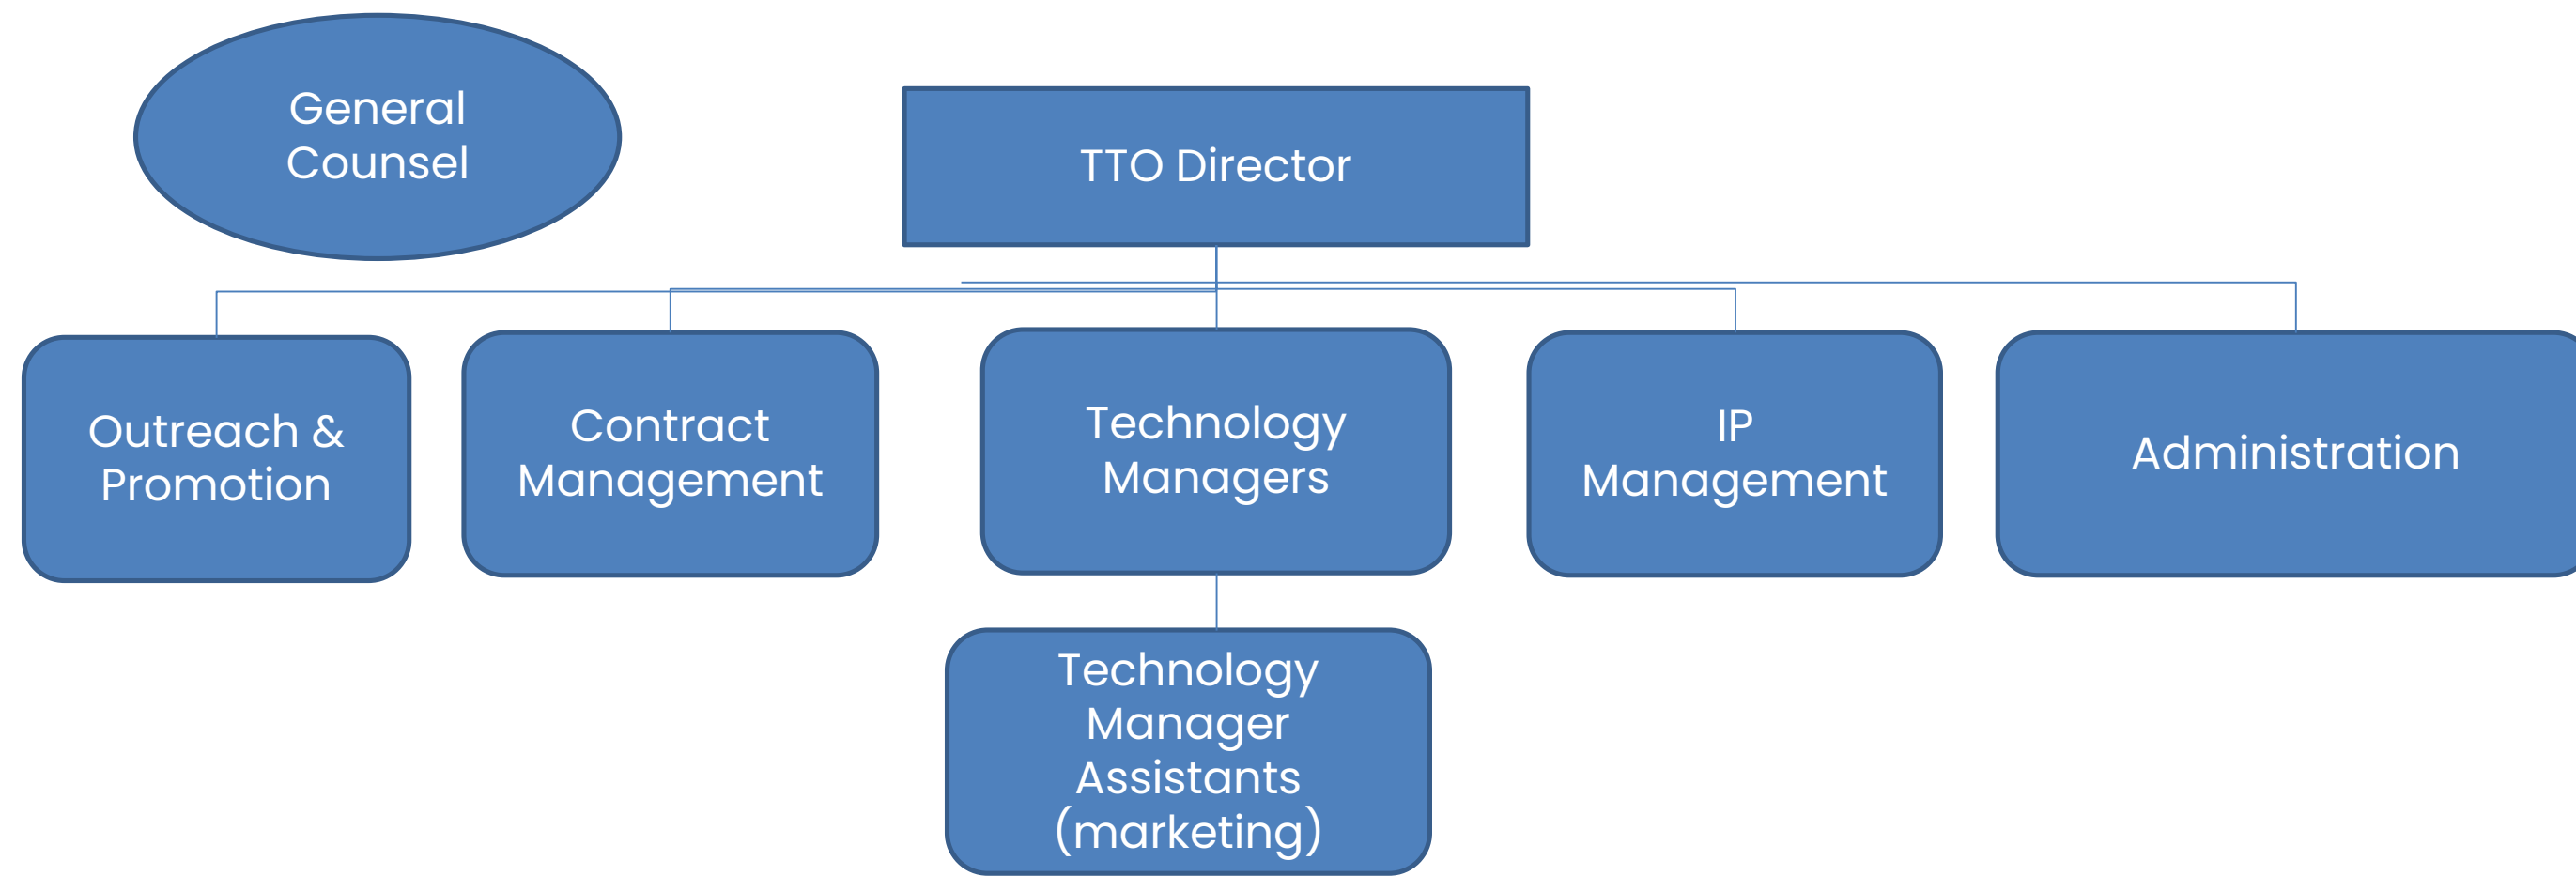 General
Counsel
TTO Director
Outreach &
Promotion
Contract
Management
Technology
Managers
IP
Management
Administration
Technology
Manager
Assistants
(marketing)